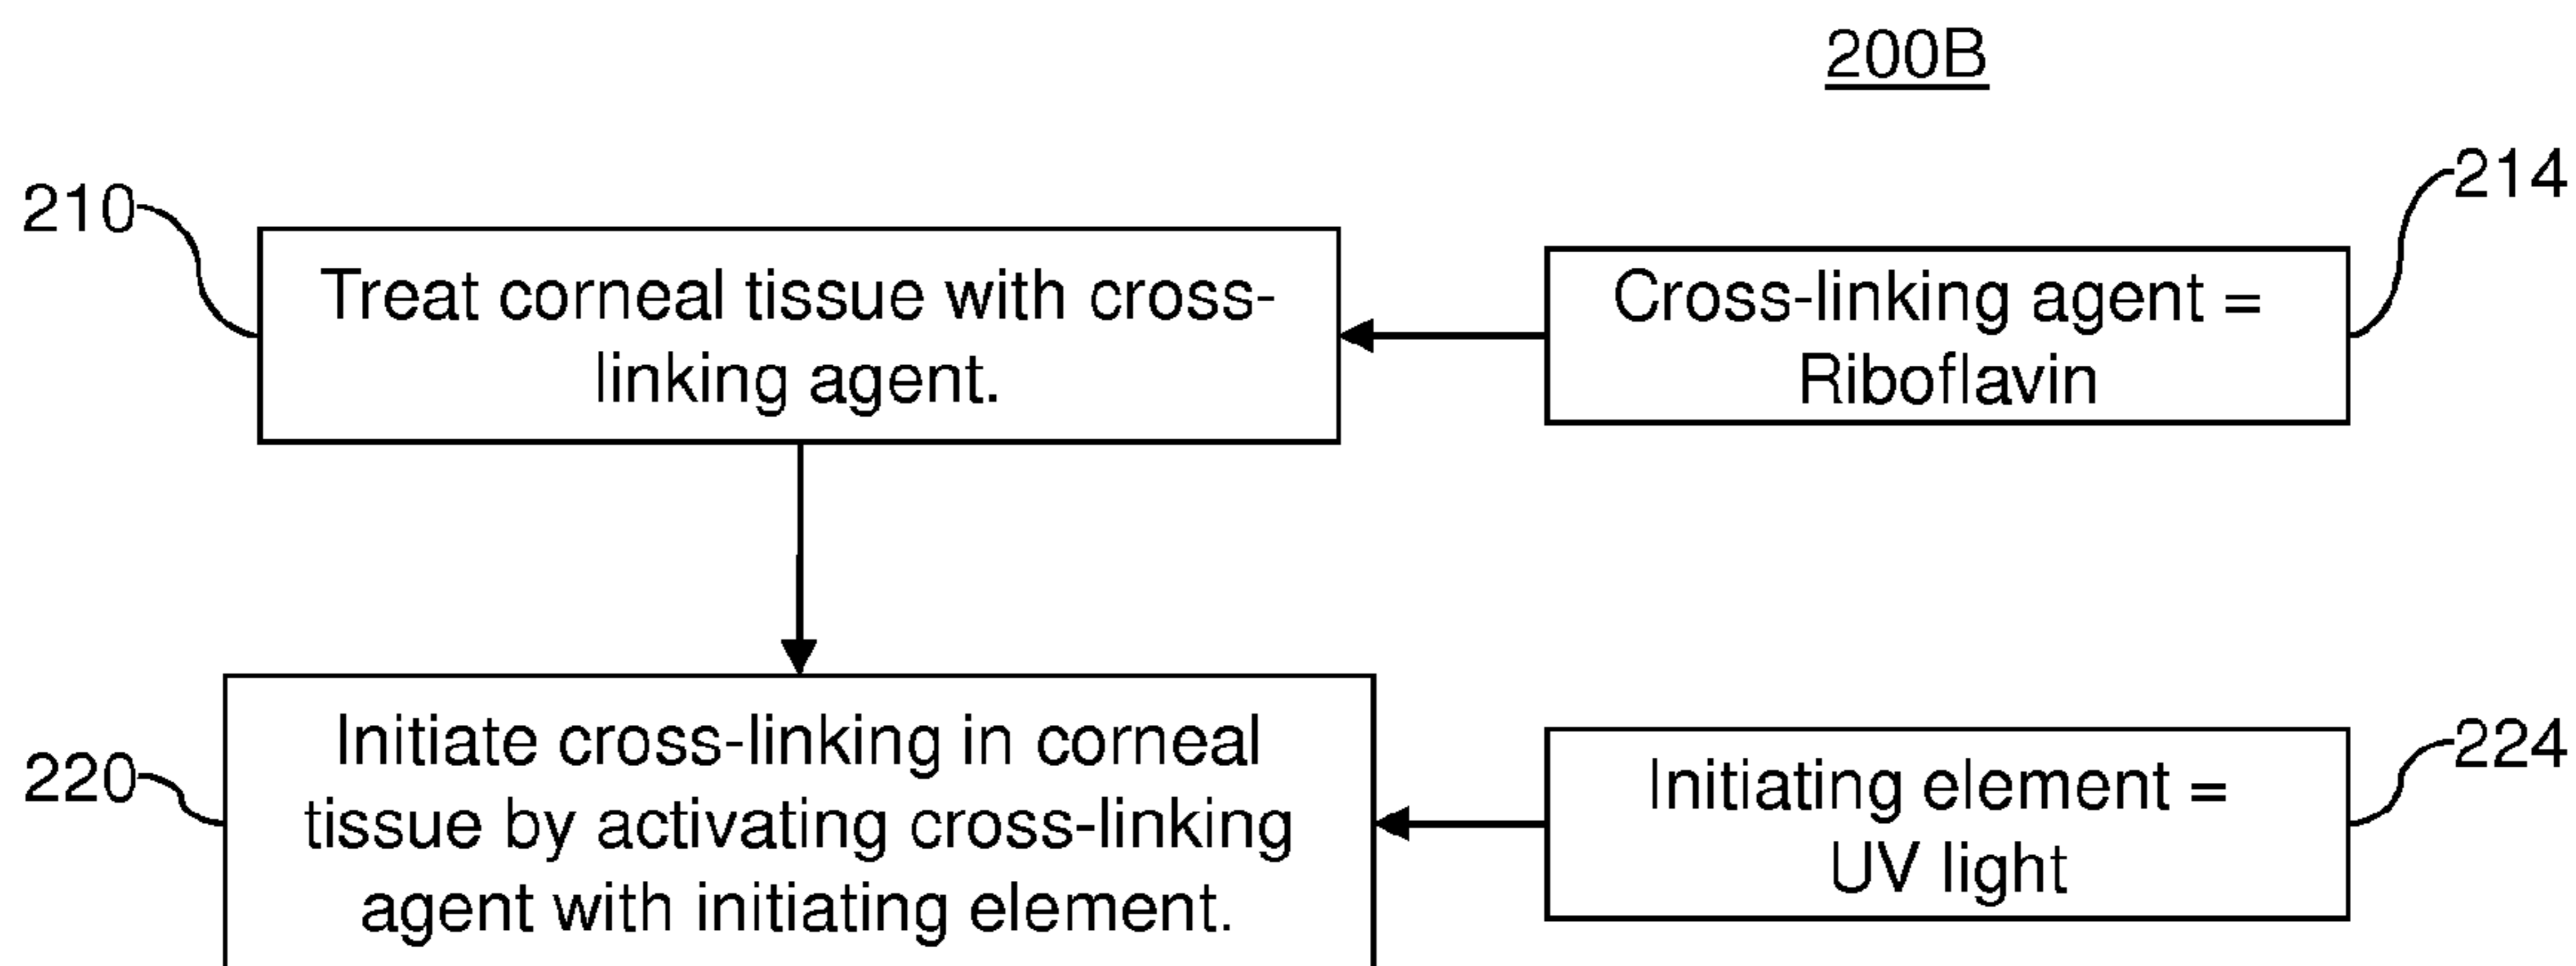 200B
210
214
Treat corneal tissue with cross-
linking agent.
Cross-linking agent =
Riboflavin
220
224
Initiate cross-linking in corneal
tissue by activating cross-linking
agent with initiating element.
Initiating element =
UV light